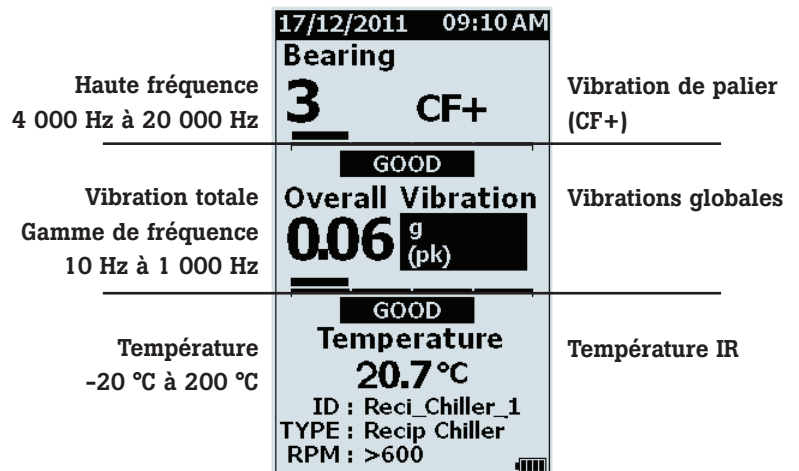 17/12/2011 09:10 AM
Bearing
3 CF+
GOOD
Overall Vibration
0.06 g
(pk)
GOOD
Temperature
20.7 °C
ID : Reci_Chiller_1
TYPE : Recip Chiller
RPM : >600
Haute fréquence
4 000 Hz à 20 000 Hz
Vibration totale
Gamme de fréquence
10 Hz à 1 000 Hz
Température
-20 °C à 200 °C
Vibration de palier
(CF+)
Vibrations globales
Température IR